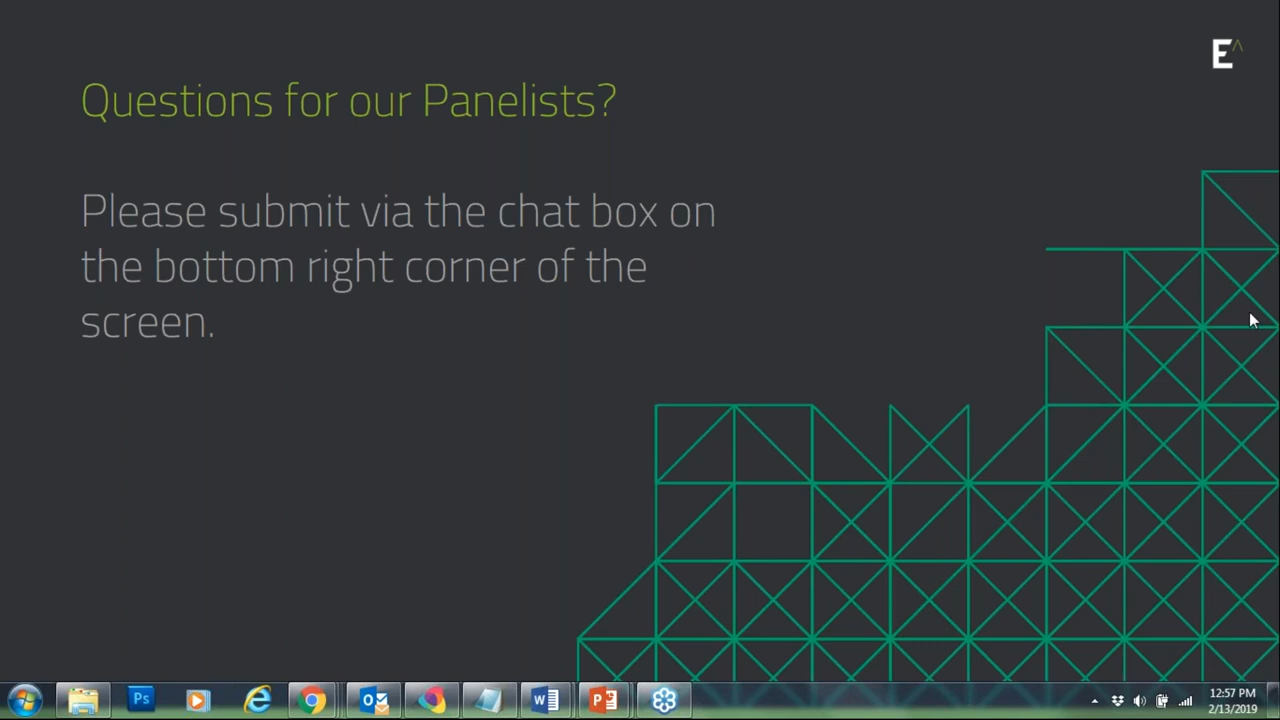 E^
Questions for our Panelists?
Please submit via the chat box on
the bottom right corner of the
screen.
Ps
12:57 PM
2/13/2019